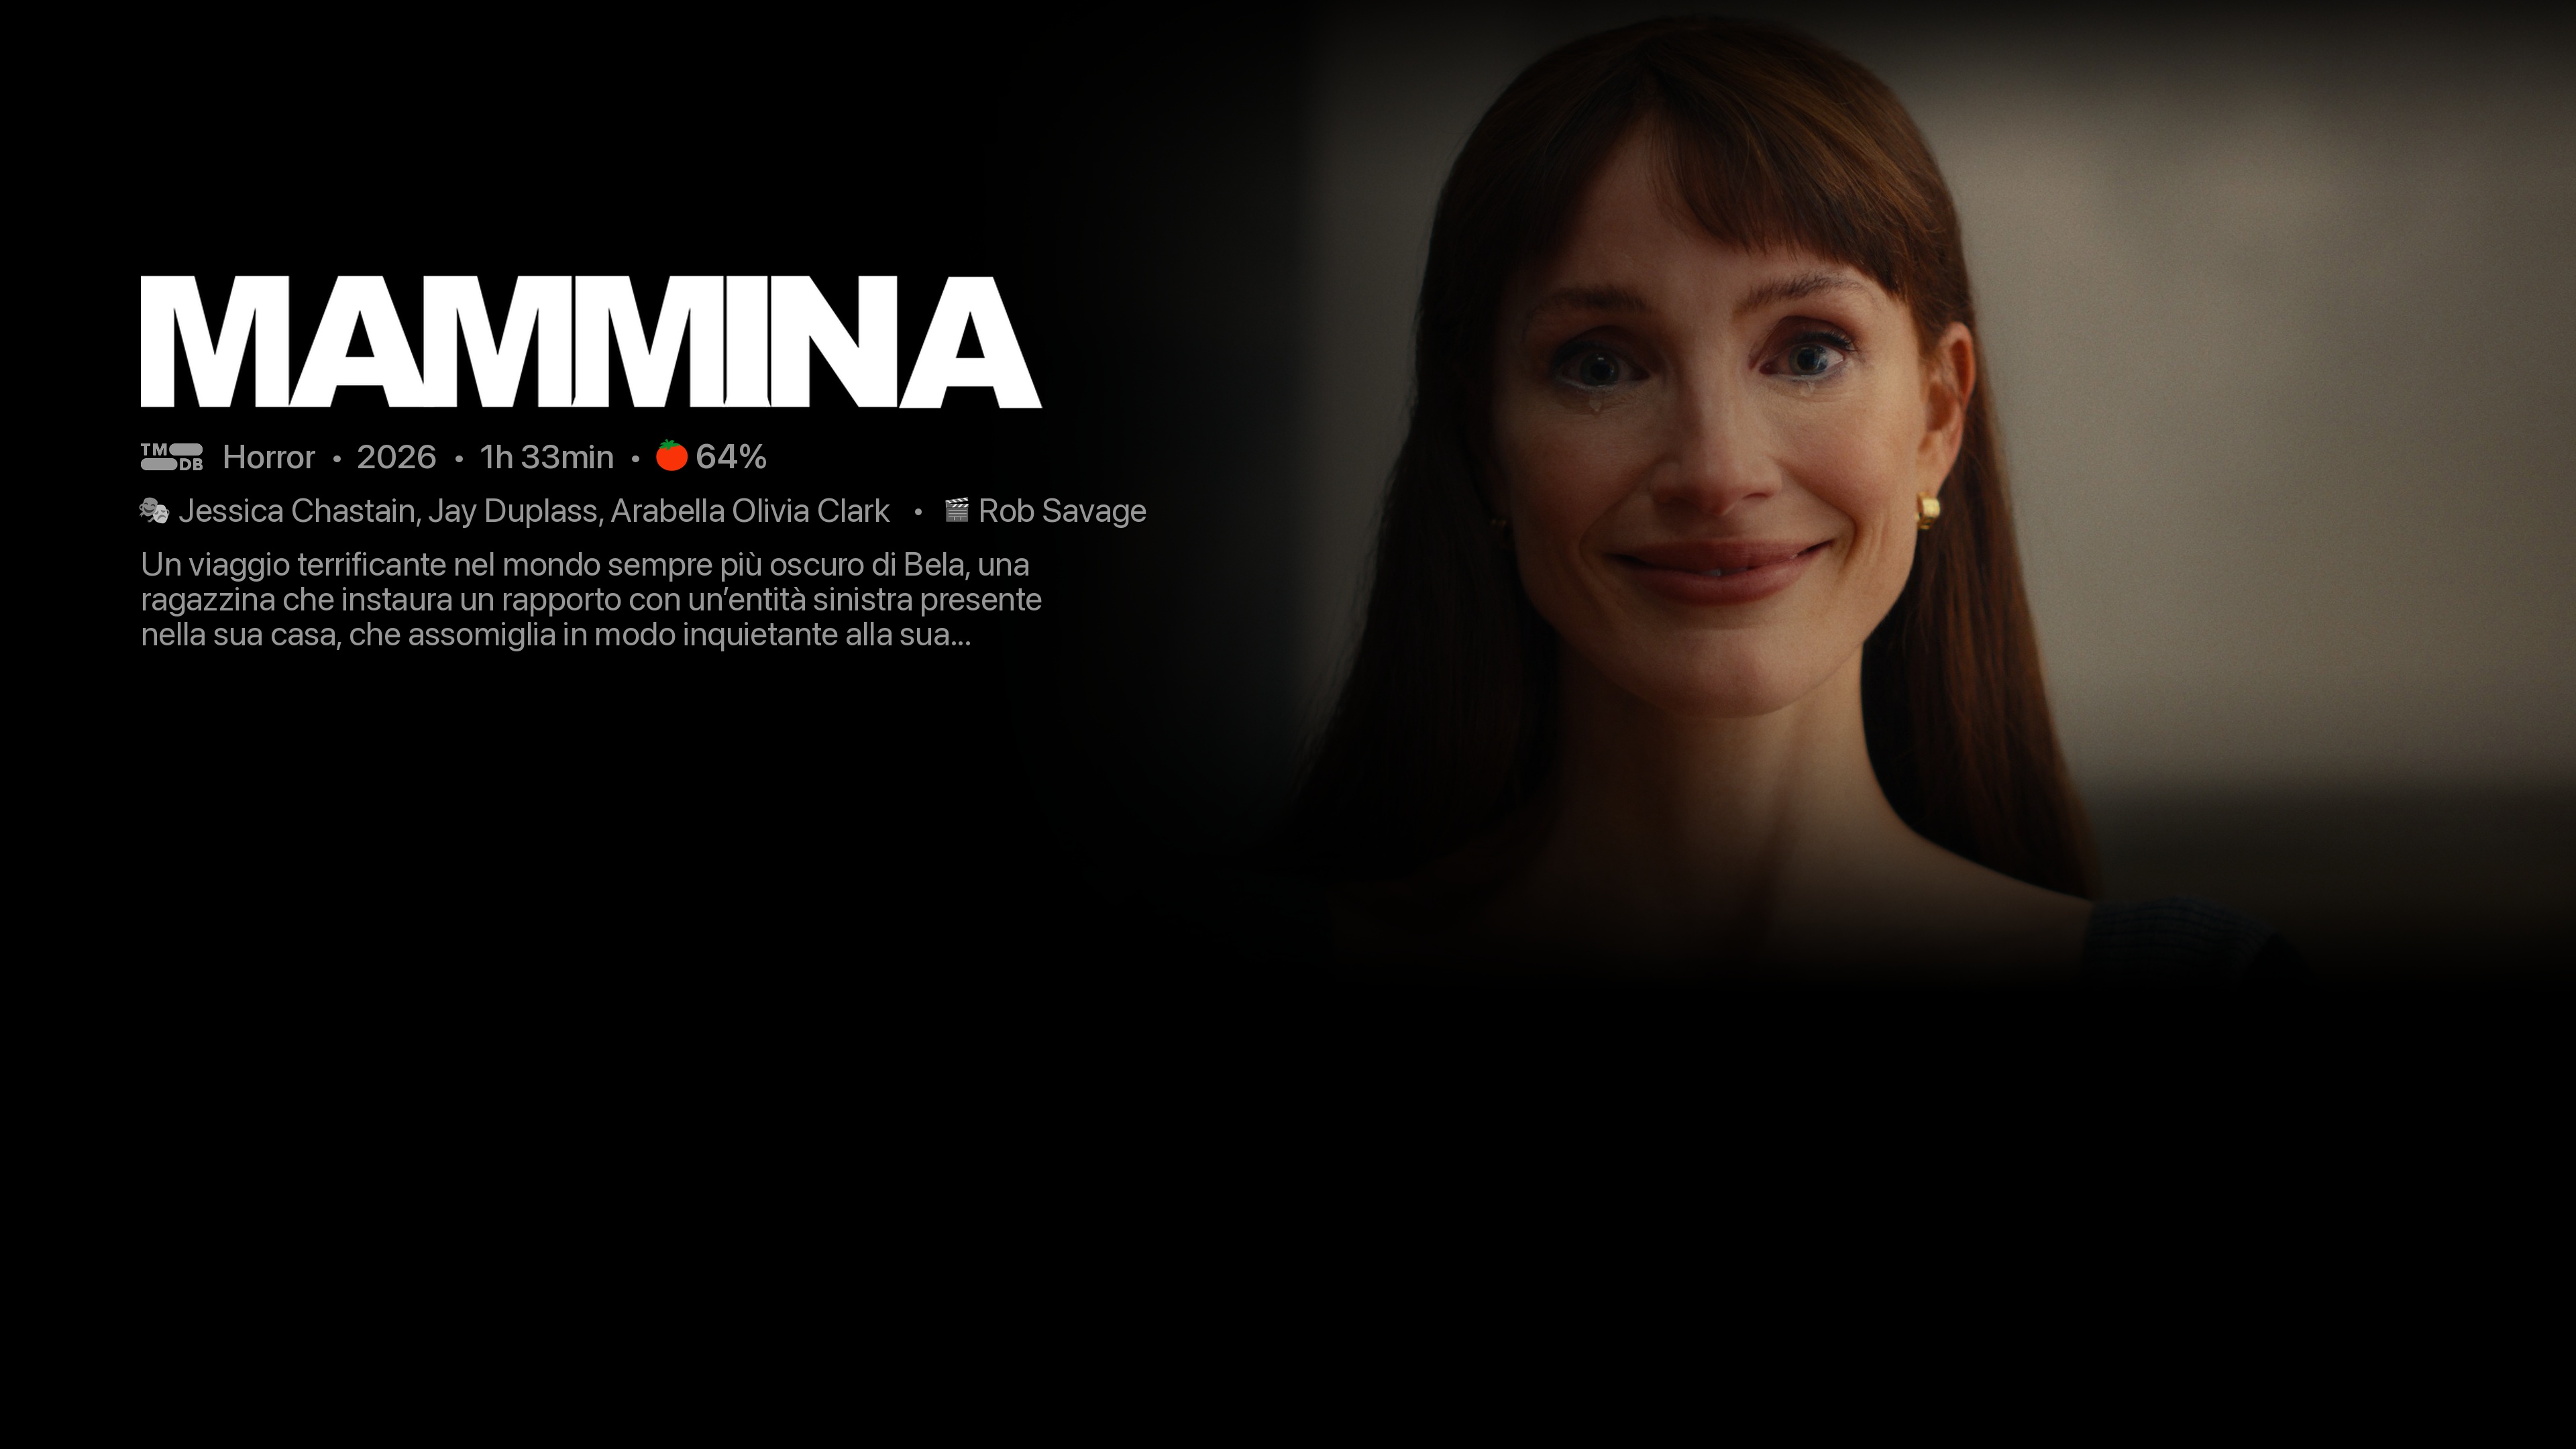 MAMMINA
TMDB Horror • 2026 • 1h 33min • 64%
Jessica Chastain, Jay Duplass, Arabella Olivia Clark • Rob Savage
Un viaggio terrificante nel mondo sempre più oscuro di Bela, una
ragazzina che instaura un rapporto con un’entità sinistra presente
nella sua casa, che assomiglia in modo inquietante alla sua...